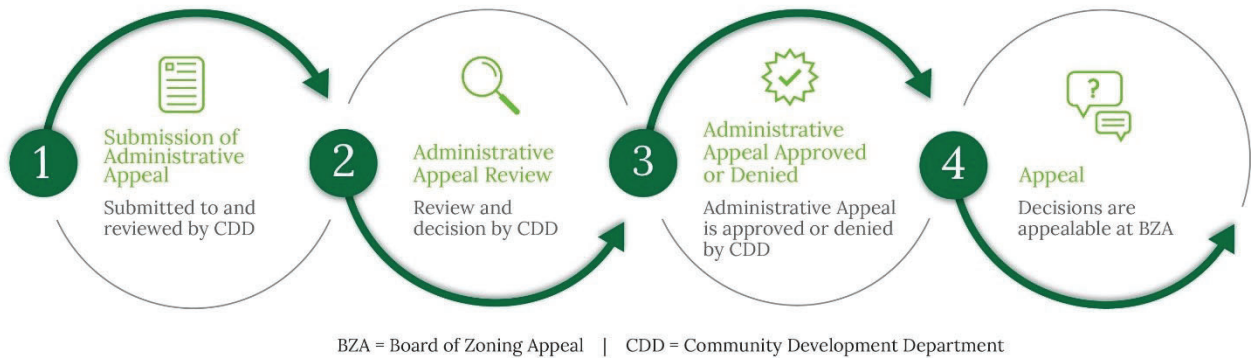 1
Submission of
Administrative
Appeal
Submitted to and
reviewed by CDD
2
Administrative
Appeal Review
Review and
decision by CDD
3
Administrative
Appeal Approved
or Denied
Administrative Appeal
is approved or denied
by CDD
4
?
Appeal
Decisions are
appealable at BZA
BZA = Board of Zoning Appeal | CDD = Community Development Department